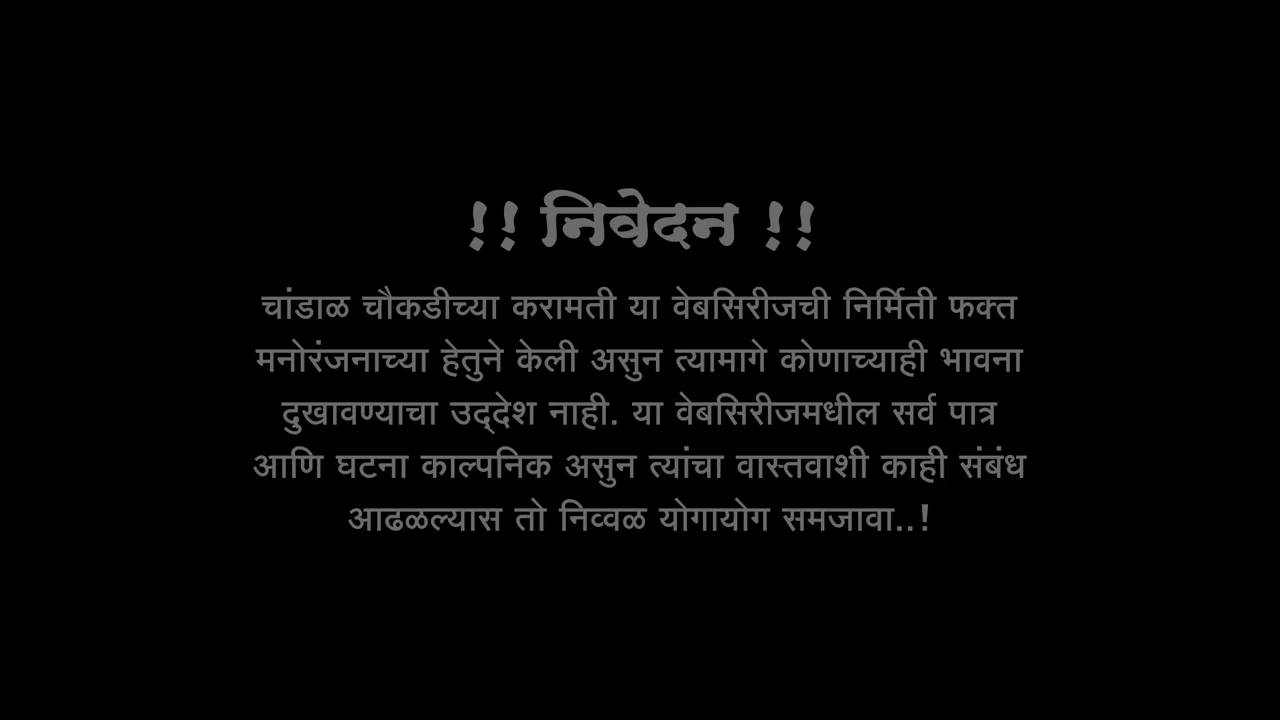 !! निवेदन !!
चांडाळ चौकडीच्या करामती या वेबसिरीजची निर्मिती फक्त
मनोरंजनाच्या हेतुने केली असुन त्यामागे कोणाच्याही भावना
दुखावण्याचा उद्देश नाही. या वेबसिरीजमधील सर्व पात्र
आणि घटना काल्पनिक असुन त्यांचा वास्तवाशी काही संबंध
आढळल्यास तो निव्वळ योगायोग समजावा..!